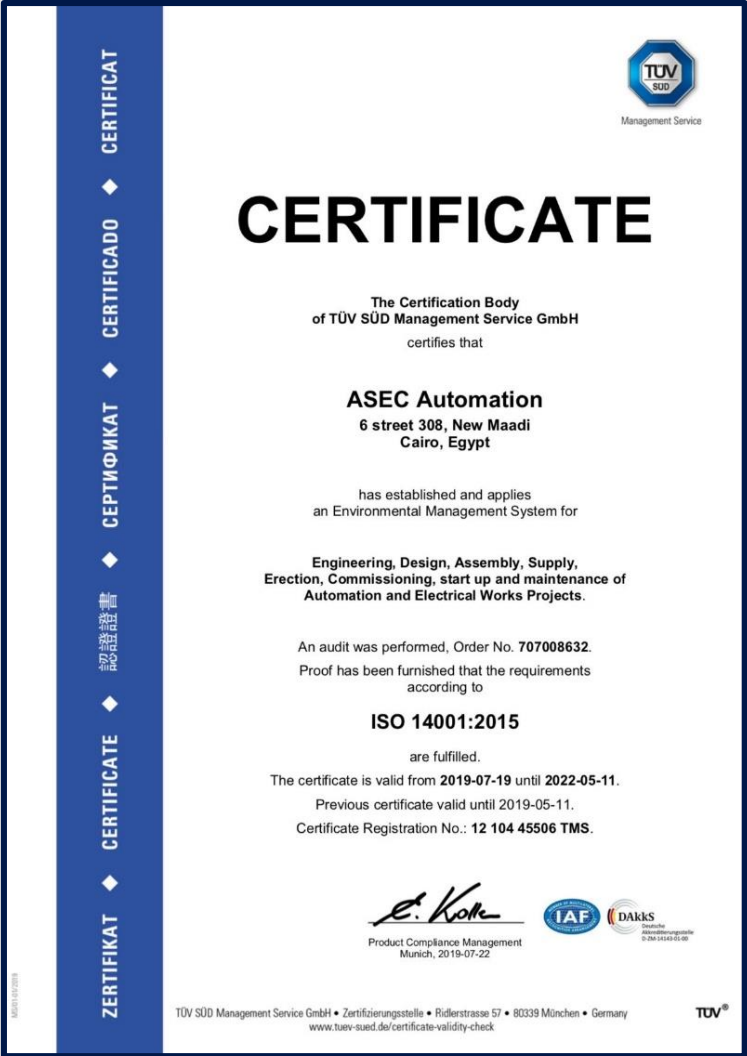 TÜV
SÜD
Management Service
CERTIFICATE
The Certification Body
of TÜV SÜD Management Service GmbH
certifies that
ASEC Automation
6 street 308, New Maadi
Cairo, Egypt
has established and applies
an Environmental Management System for
Engineering, Design, Assembly, Supply,
Erection, Commissioning, start up and maintenance of
Automation and Electrical Works Projects.
An audit was performed, Order No. 707008632.
Proof has been furnished that the requirements
according to
ISO 14001:2015
are fulfilled.
The certificate is valid from 2019-07-19 until 2022-05-11.
Previous certificate valid until 2019-05-11.
Certificate Registration No.: 12 104 45506 TMS.
Product Compliance Management
Munich, 2019-07-22
IAF
DAkkS
Deutsche
Akkreditierungsstelle
D-ZM-14143-01-00
TÜV SÜD Management Service GmbH • Zertifizierungsstelle • Ridlerstrasse 57 • 80339 München • Germany
www.tuev-sued.de/certificate-validity-check
TÜV®
ZERTIFIKAT ◆ CERTIFICATE ◆ 認證證書 ◆ СЕРТИФИКАТ ◆ CERTIFICADO ◆ CERTIFICAT